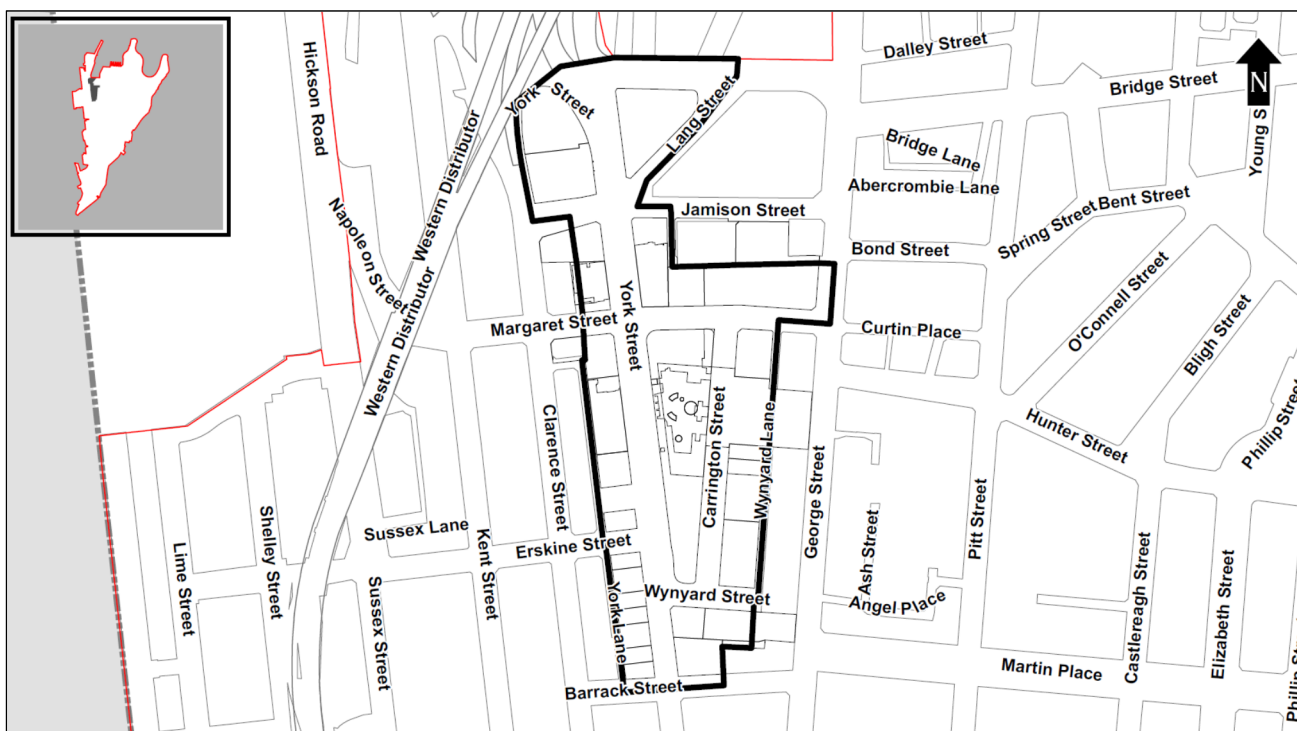 Dalley Street
Hickson Road
Bridge Street
N
Young S
York
Street
Lang Street
Western Distributor
Bridge Lane
Abercrombie Lane
Bent Street
Spring Street
Jamison Street
Napoleon Street
Bond Street
O'Connell Street
Western Distributor
York Street
Margaret Street
Curtin Place
Bligh Street
Clarence Street
Carrington Street
Wynyard Lane
Hunter Street
Phillip Street
George Street
Pitt Street
Sussex Lane
Shelley Street
Kent Street
Erskine Street
Lime Street
Ash Street
Castlereagh Street
Elizabeth Street
Sussex Street
York Lane
Wynyard Street
Angel Place
Martin Place
Barrack Street
Phillip Str